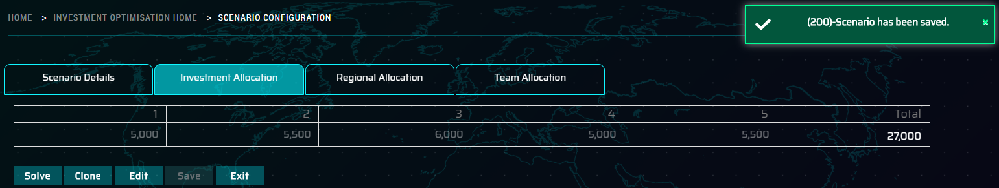 HOME > INVESTMENT OPTIMISATION HOME > SCENARIO CONFIGURATION
(200)-Scenario has been saved.
Scenario Details Investment Allocation Regional Allocation Team Allocation
1 2 3 4 5 Total
5,000 5,500 6,000 5,000 5,500 27,000
Solve Clone Edit Save Exit